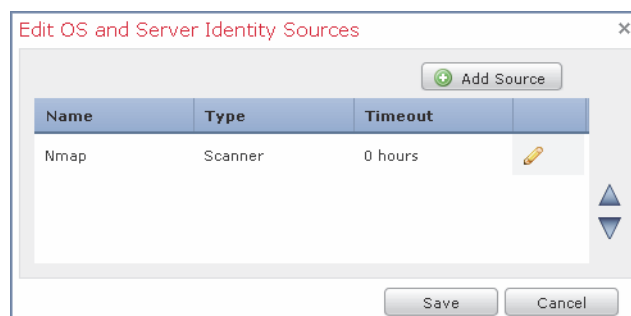 Edit OS and Server Identity Sources
Add Source
Name Type Timeout
Nmap Scanner 0 hours
Save Cancel